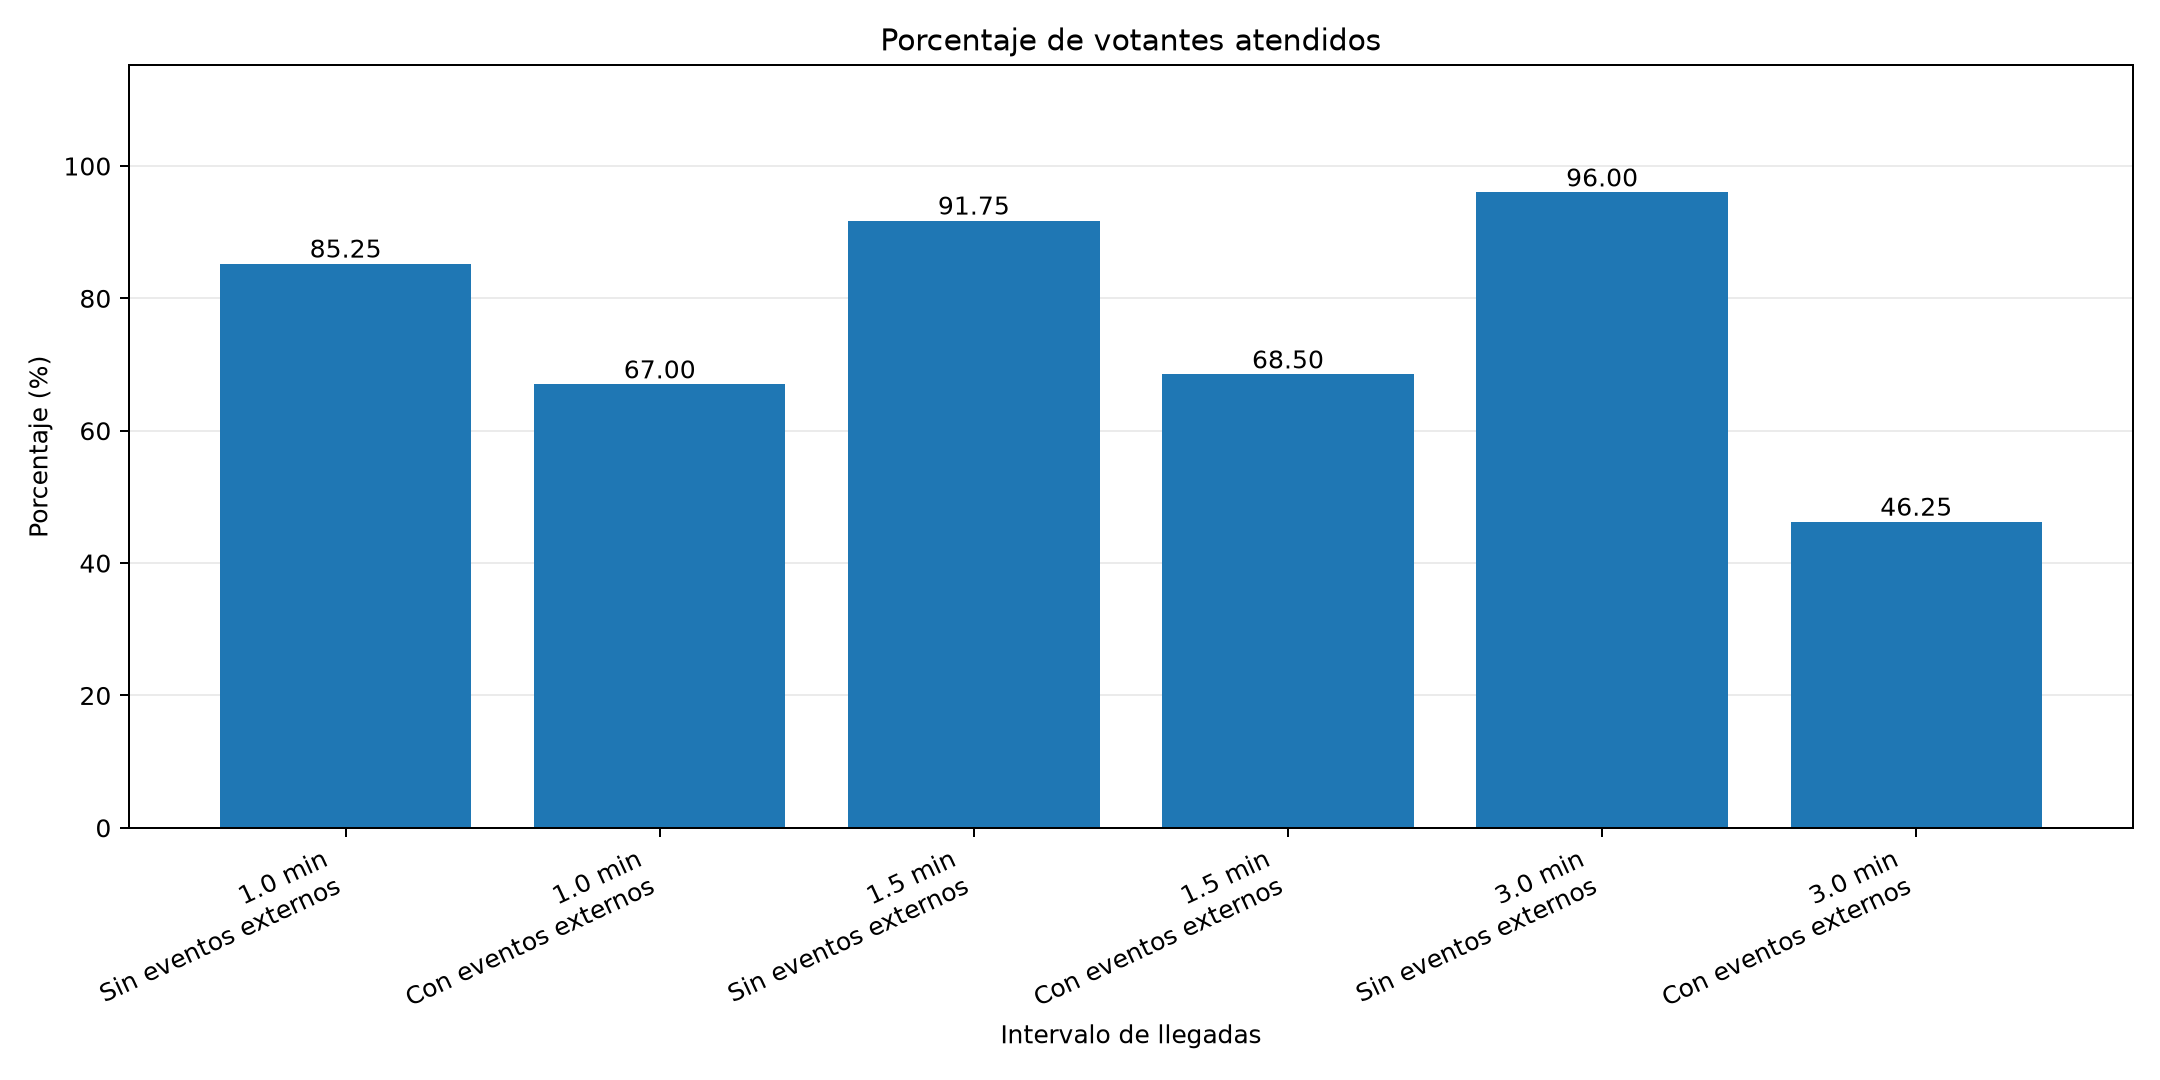 Porcentaje de votantes atendidos
Porcentaje (%)
100
80
60
40
20
0
85.25
67.00
91.75
68.50
96.00
46.25
1.0 min
Sin eventos externos
1.0 min
Con eventos externos
1.5 min
Sin eventos externos
1.5 min
Con eventos externos
3.0 min
Sin eventos externos
3.0 min
Con eventos externos
Intervalo de llegadas